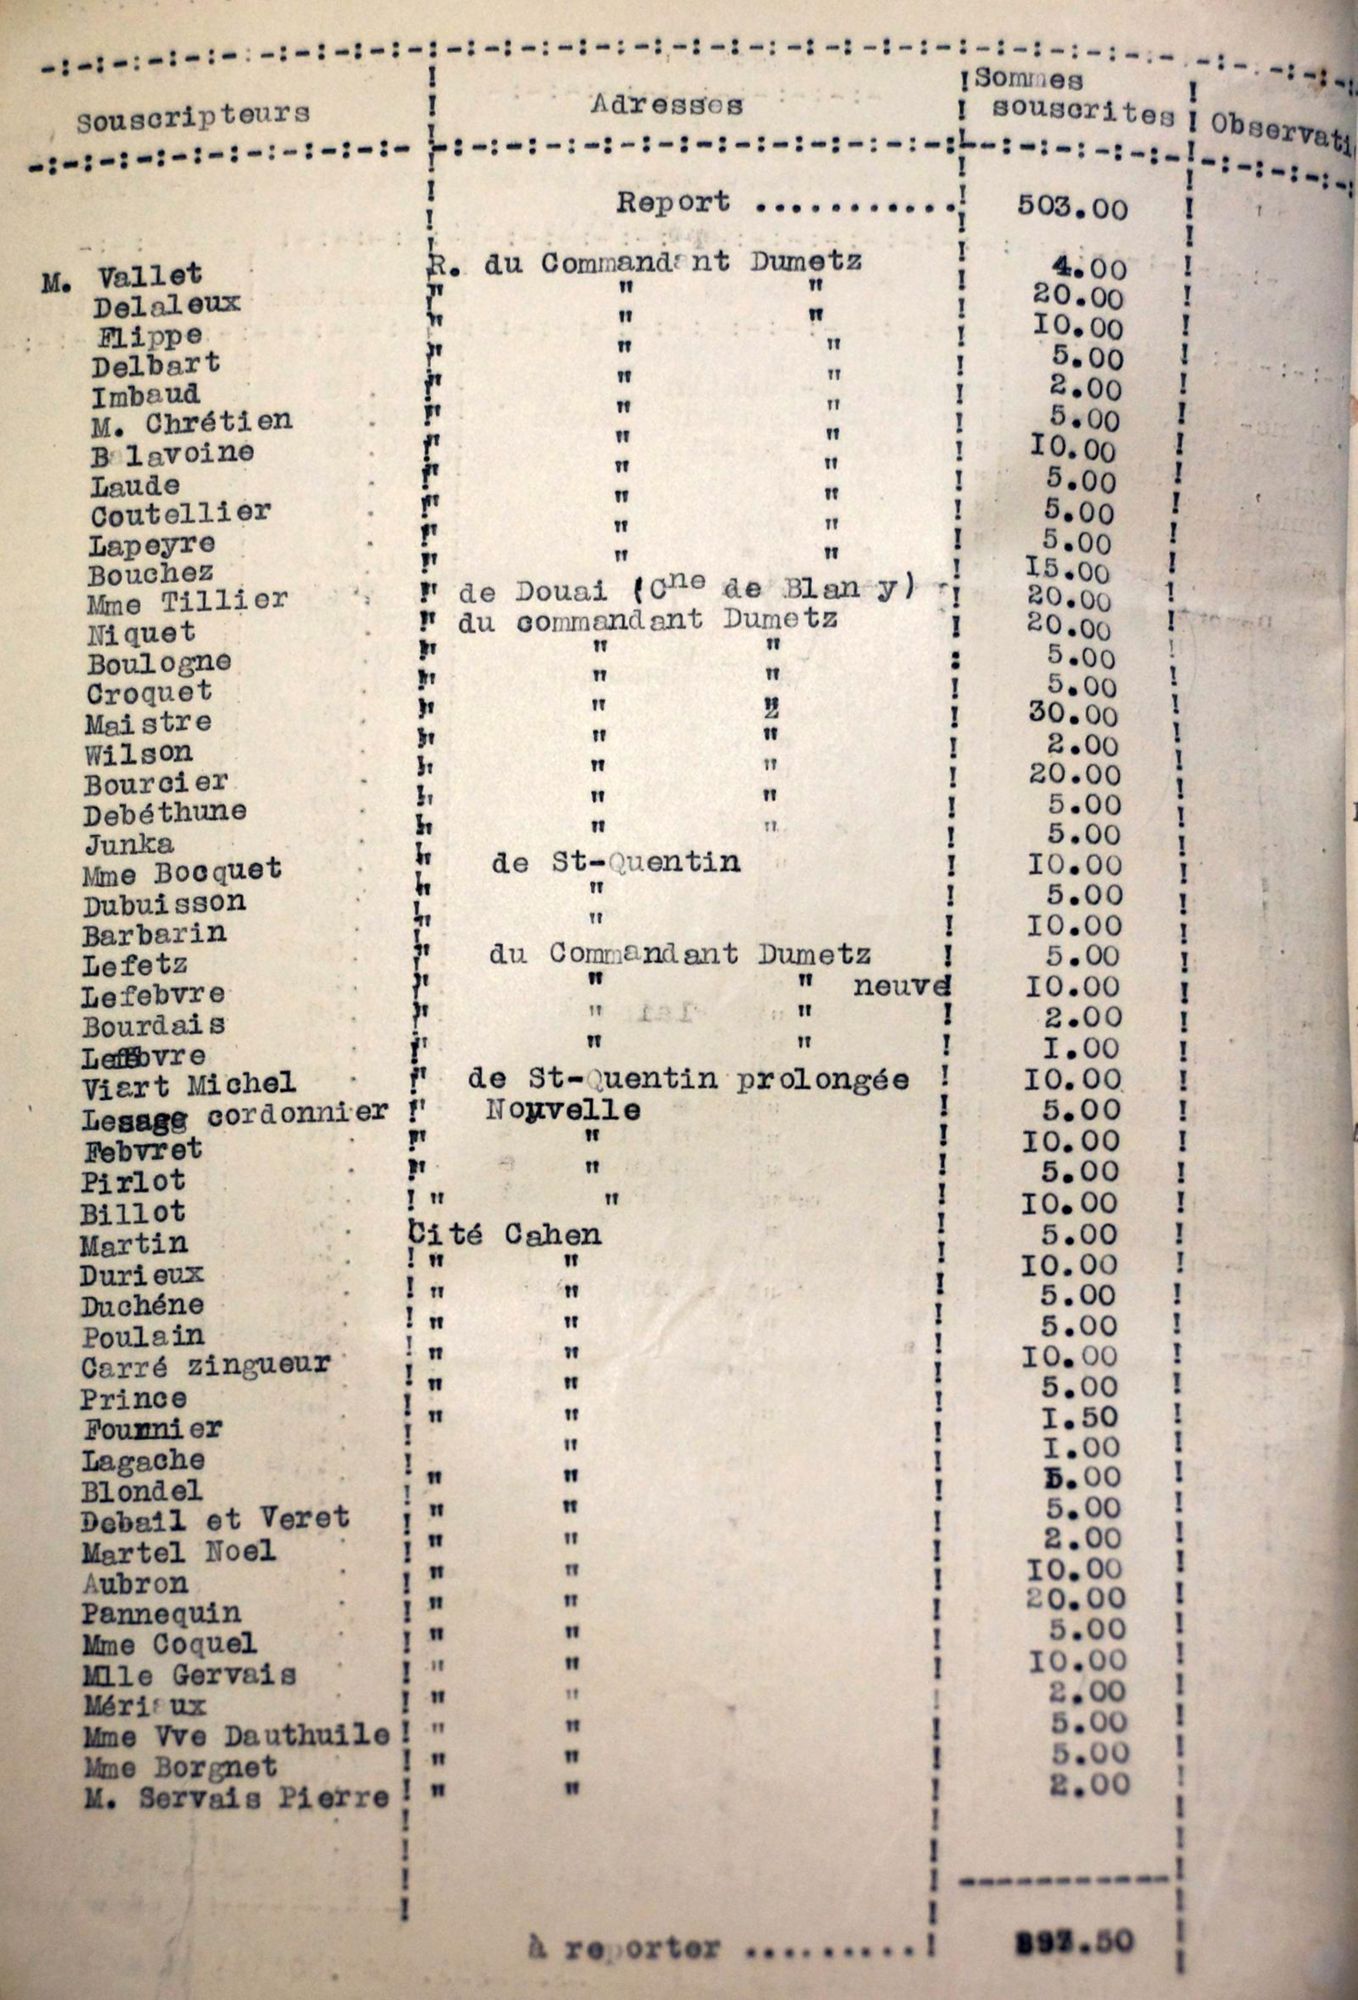 Souscripteurs ! Adresses ! Sommes souscrites ! Observati
Report ........... 503.00
M. Vallet ! R. du Commandant Dumetz ! 4.00 !
Delaleux ! " " " ! 20.00 !
Flippe ! " " " ! 10.00 !
Delbart ! " " " ! 5.00 !
Imbaud ! " " " ! 2.00 !
M. Chrétien ! " " " ! 5.00 !
B lavoine ! " " " ! 10.00 !
Laude ! " " " ! 5.00 !
Coutellier ! " " " ! 5.00 !
Lapeyre ! " " " ! 5.00 !
Bouchez ! " " " ! 15.00 !
Mme Tillier ! " de Douai (Cne de Blan y) ! 20.00 !
Niquet ! " du commandant Dumetz ! 20.00 !
Boulogne ! " " " : 5.00 !
Croquet ! " " " ! 5.00 !
Maistre ! " " " ! 30.00 !
Wilson ! " " " ! 2.00 !
Bourcier ! " " " ! 20.00 !
Debéthune ! " " " ! 5.00 !
Junka ! " " " ! 5.00 !
Mme Bocquet ! " de St-Quentin ! 10.00 !
Dubuisson ! " " ! 5.00 !
Barbarin ! " " ! 10.00 !
Lefetz ! " du Commandant Dumetz ! 5.00 !
Lefebvre ! " " " neuve ! 10.00 !
Bourdais ! " " " ! 2.00 !
Lefebvre ! " " " ! 1.00 !
Viart Michel ! " de St-Quentin prolongée ! 10.00 !
Lesage cordonnier ! " Nouvelle ! 5.00 !
Febvret ! " " ! 10.00 !
Pirlot ! " " ! 5.00 !
Billot ! " " ! 10.00 !
Martin Cité Cahen ! 5.00 !
Durieux ! " " ! 10.00 !
Duchéne ! " " ! 5.00 !
Poulain ! " " ! 5.00 !
Carré zingueur ! " " ! 10.00 !
Prince ! " " ! 5.00 !
Fournier ! " " ! 1.50 !
Lagache ! " ! 1.00 !
Blondel ! " " ! .00 !
Debail et Veret ! " " ! 5.00 !
Martel Noel ! " " ! 2.00 !
Aubron ! " " ! 10.00 !
Pannequin ! " " ! 20.00 !
Mme Coquel ! " " ! 5.00 !
Mlle Gervais ! " " ! 10.00 !
Méri ux ! " " ! 2.00 !
Mme Vve Dauthuile ! " " ! 5.00 !
Mme Borgnet ! " " ! 5.00 !
M. Servais Pierre ! " " ! 2.00 !
à reporter .........!